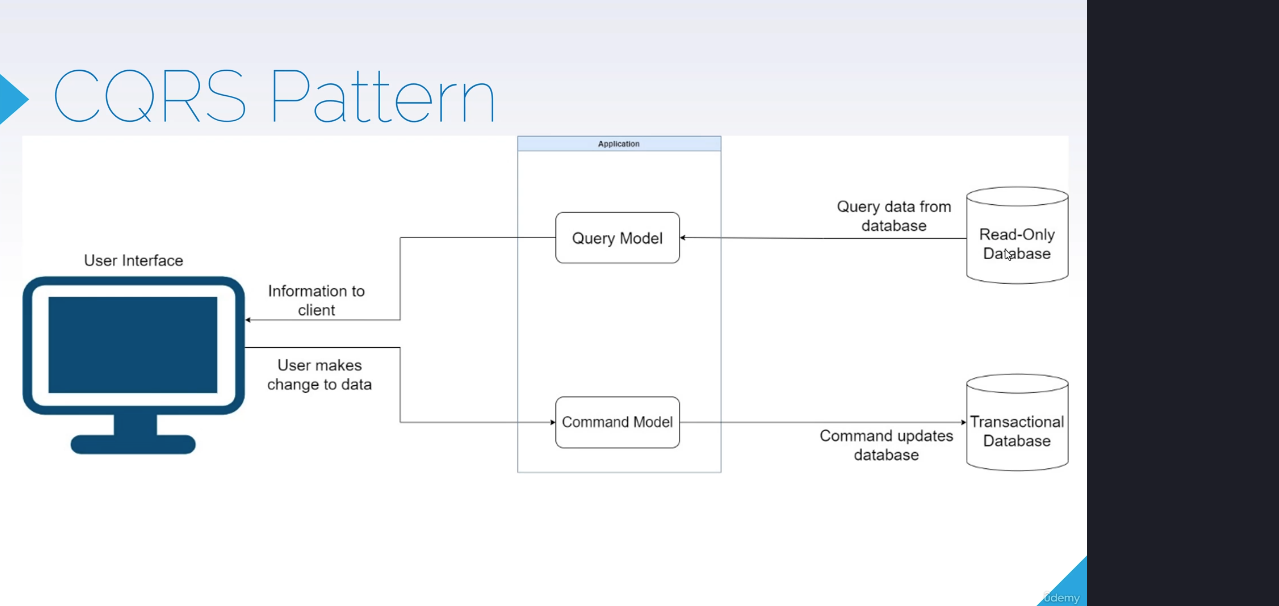 CQRS Pattern
Application
Query data from
database
Query Model
Read-Only
Database
User Interface
Information to
client
User makes
change to data
Command Model
Transactional
Database
Command updates
database
udemy